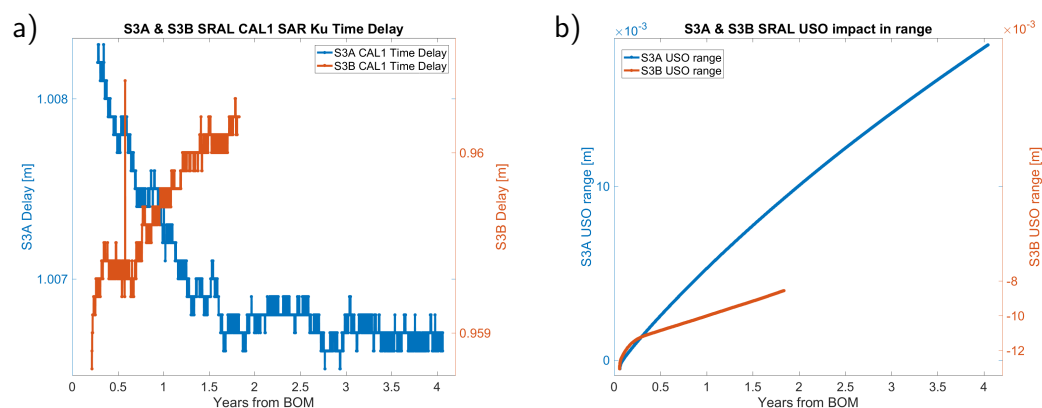 a)
S3A & S3B SRAL CAL1 SAR Ku Time Delay
S3A CAL1 Time Delay
S3B CAL1 Time Delay
1.008
1.007
S3A Delay [m]
0.96
0.959
S3B Delay [m]
0 0.5 1 1.5 2 2.5 3 3.5 4
Years from BOM
b)
S3A & S3B SRAL USO impact in range
×10⁻³
×10⁻³
S3A USO range
S3B USO range
10
0
S3A USO range [m]
-8
-10
-12
S3B USO range [m]
0 0.5 1 1.5 2 2.5 3 3.5 4
Years from BOM